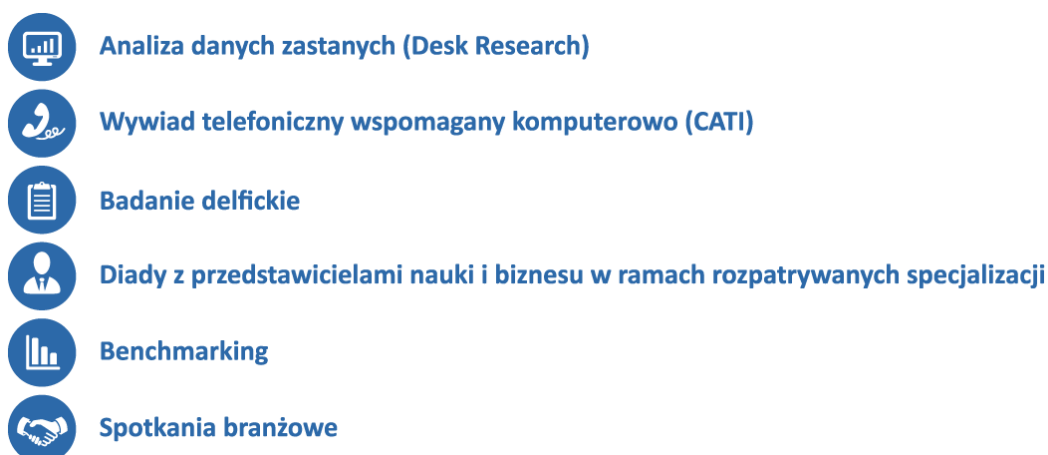 Analiza danych zastanych (Desk Research)
Wywiad telefoniczny wspomagany komputerowo (CATI)
Badanie delfickie
Diady z przedstawicielami nauki i biznesu w ramach rozpatrywanych specjalizacji
Benchmarking
Spotkania branżowe